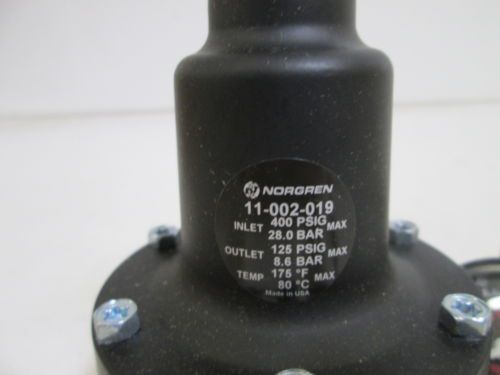 NORGREN
11-002-019
INLET 400 PSIG MAX
28.0 BAR
OUTLET 125 PSIG MAX
8.6 BAR
TEMP 175 °F MAX
80 °C
Made in USA